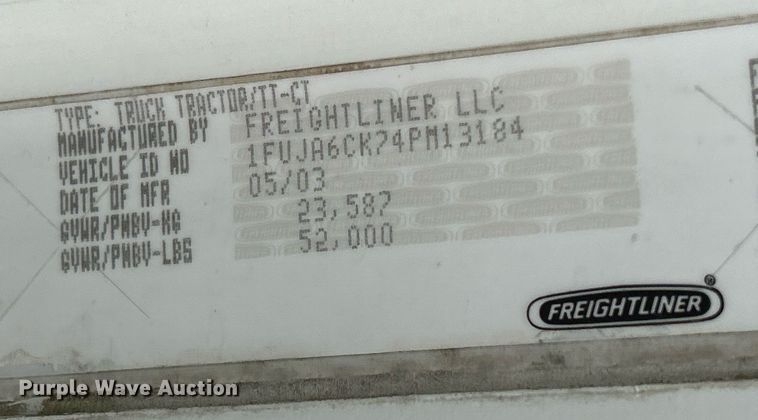 TYPE: TRUCK TRACTOR/TT-CT
MANUFACTURED BY FREIGHTLINER LLC
VEHICLE ID NO 1FUJA6CK74PM13184
DATE OF MFR 05/03
GVWR/PNBV-KG 23,587
GVWR/PNBV-LBS 52,000
FREIGHTLINER®
Purple Wave Auction